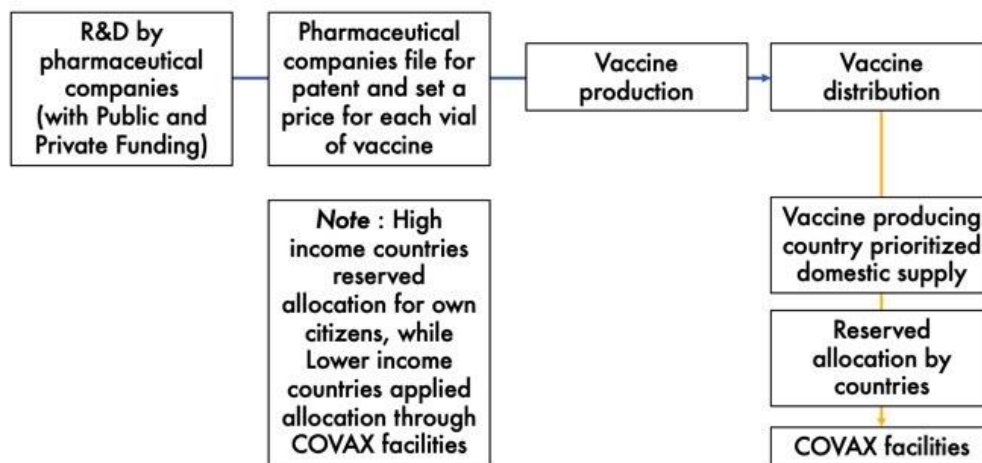 R&D by
pharmaceutical
companies
(with Public and
Private Funding)
Pharmaceutical
companies file for
patent and set a
price for each vial
of vaccine
Vaccine
production
Vaccine
distribution
Note : High
income countries
reserved
allocation for own
citizens, while
Lower income
countries applied
allocation through
COVAX facilities
Vaccine producing
country prioritized
domestic supply
Reserved
allocation by
countries
COVAX facilities